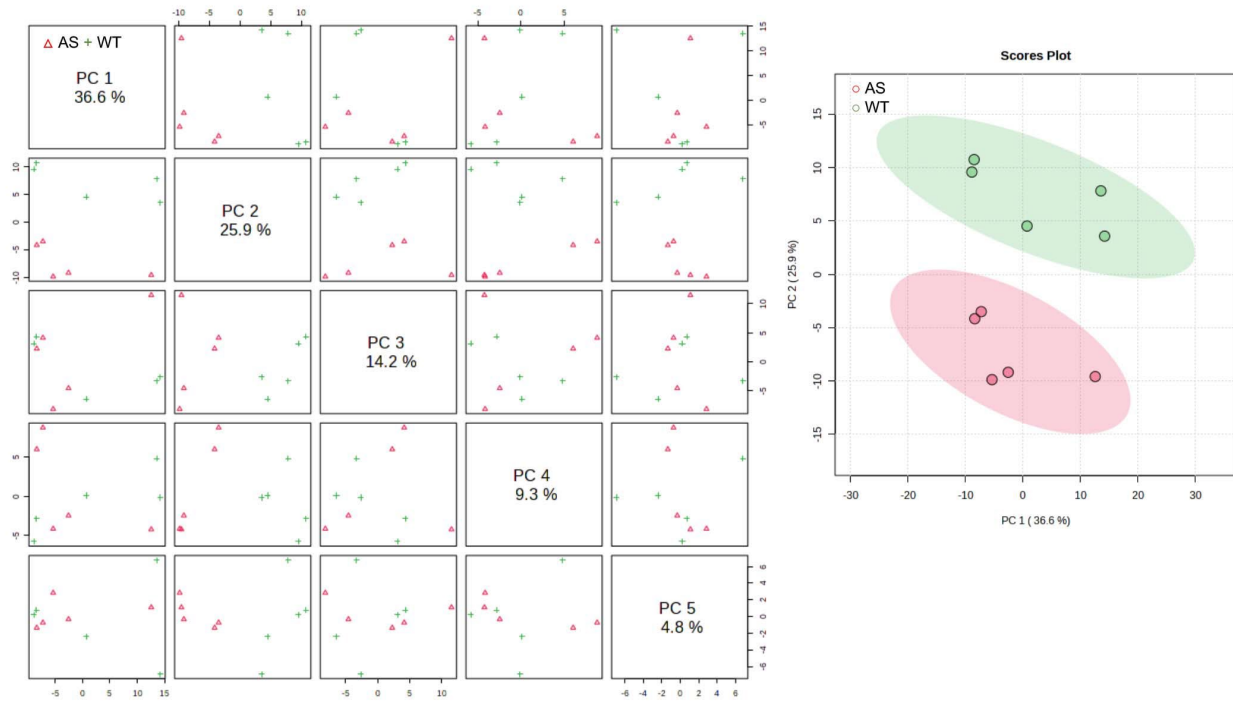 -10 -5 0 5 10
-5 0 5
AS + WT
PC 1
36.6 %
-5 0 5 10 15
-10 -5 0 5 10
PC 2
25.9 %
PC 3
14.2 %
-5 0 5 10
-5 0 5
PC 4
9.3 %
PC 5
4.8 %
-6 -4 -2 0 2 4 6
-5 0 5 10 15
-5 0 5 10
-6 -4 -2 0 2 4 6
Scores Plot
AS
WT
PC 2 ( 25.9 %)
15
10
5
0
-5
-10
-15
-30 -20 -10 0 10 20 30
PC 1 ( 36.6 %)